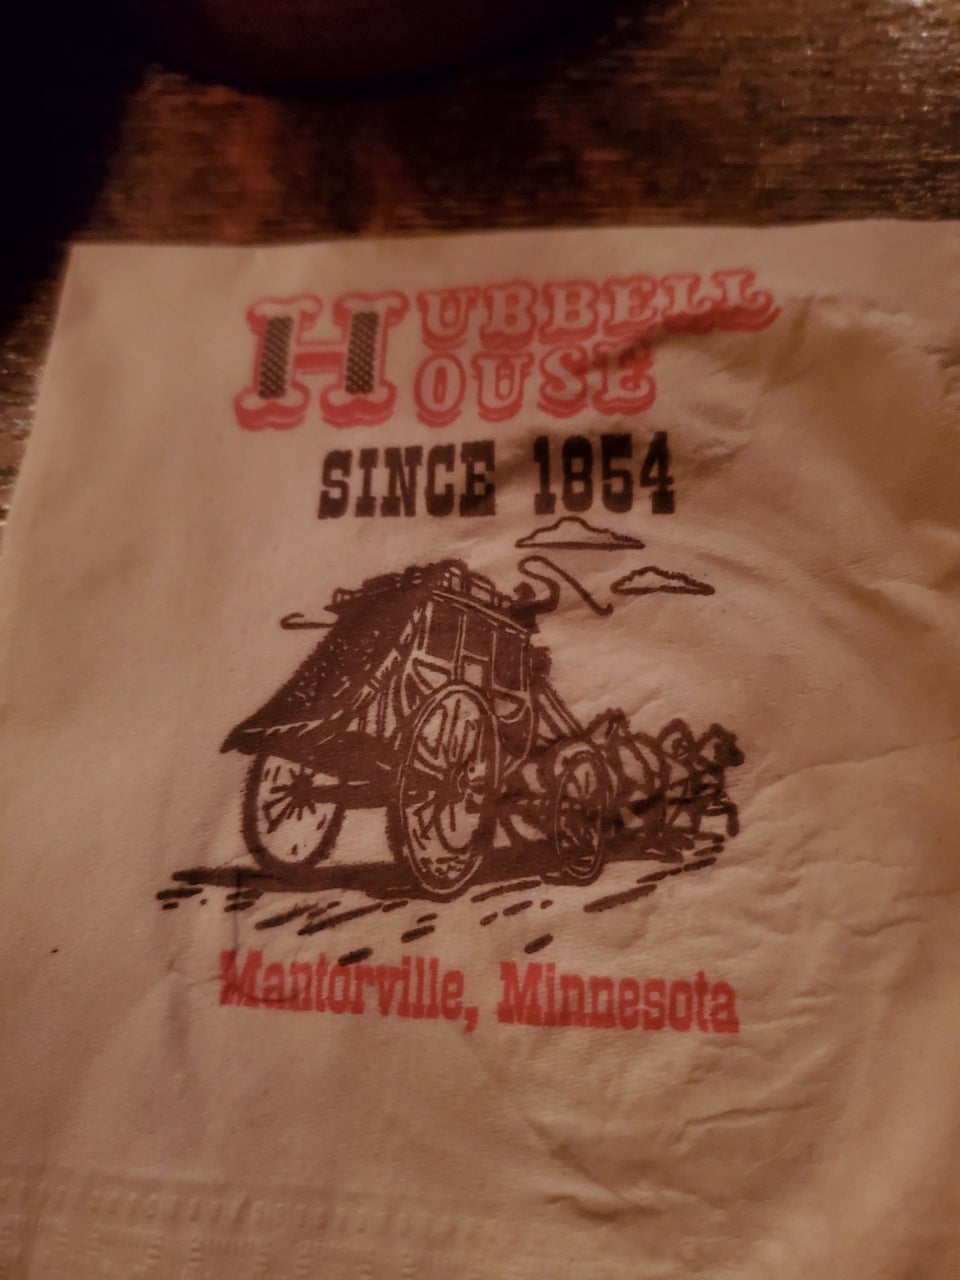 HUBBELL
HOUSE
SINCE 1854
Mantorville, Minnesota